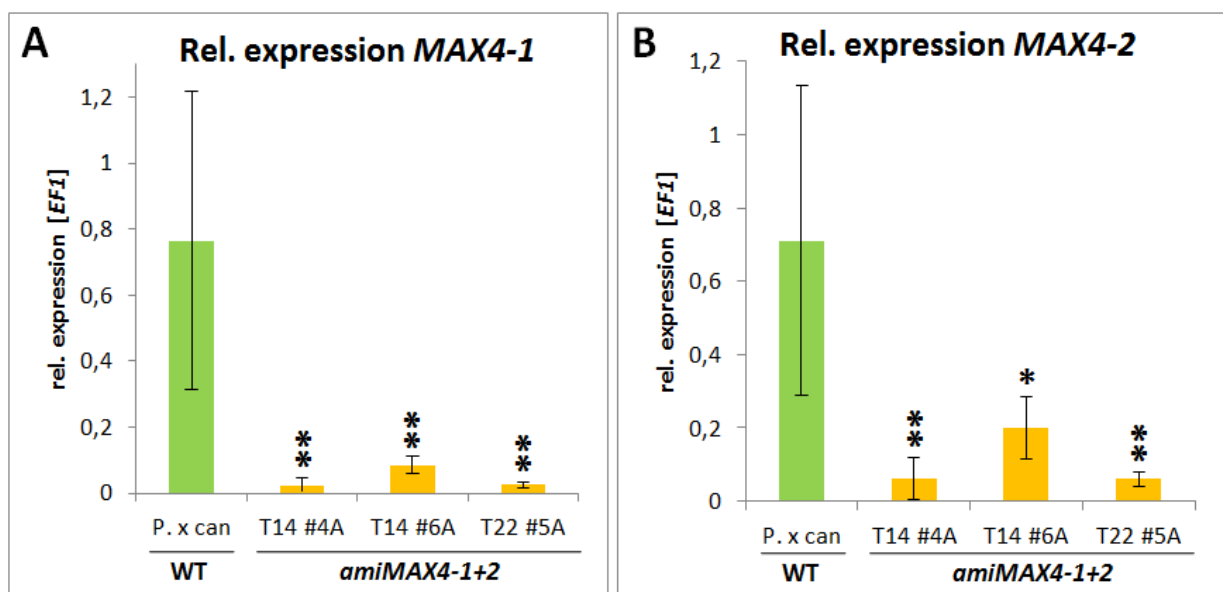 A
Rel. expression MAX4-1
rel. expression [EF1]
1,2
1
0,8
0,6
0,4
0,2
0
**
**
**
P. x can
T14 #4A
T14 #6A
T22 #5A
WT
amiMAX4-1+2
B
Rel. expression MAX4-2
rel. expression [EF1]
1,2
1
0,8
0,6
0,4
0,2
0
**
*
**
P. x can
T14 #4A
T14 #6A
T22 #5A
WT
amiMAX4-1+2